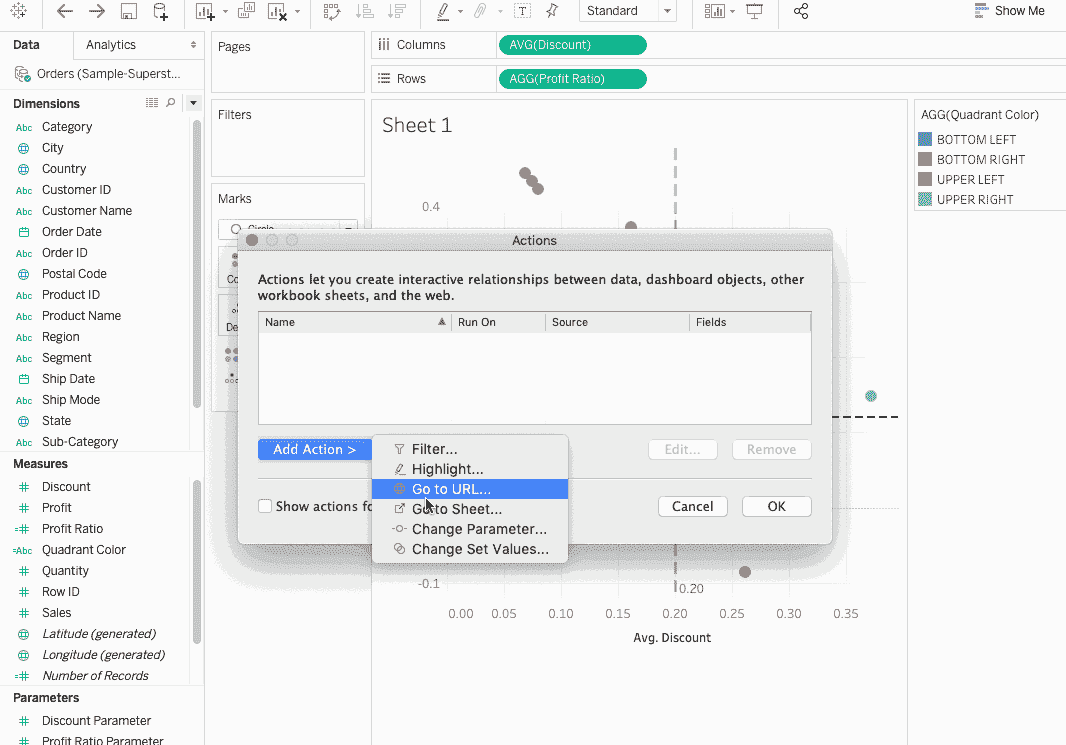 Standard
Show Me
Data
Analytics
Orders (Sample-Superst...
Dimensions
Abc Category
City
Country
Abc Customer ID
Abc Customer Name
Order Date
Abc Order ID
Postal Code
Abc Product ID
Abc Product Name
Abc Region
Abc Segment
Ship Date
Abc Ship Mode
State
Abc Sub-Category
Measures
# Discount
# Profit
=# Profit Ratio
=Abc Quadrant Color
# Quantity
# Row ID
# Sales
Latitude (generated)
Longitude (generated)
=# Number of Records
Parameters
# Discount Parameter
# Profit Ratio Parameter
Pages
Filters
Marks
Circle
Co
De
Columns
AVG(Discount)
Rows
AGG(Profit Ratio)
Sheet 1
0.4
-0.1
0.20
0.00 0.05 0.10 0.15 0.20 0.25 0.30 0.35
Avg. Discount
AGG(Quadrant Color)
BOTTOM LEFT
BOTTOM RIGHT
UPPER LEFT
UPPER RIGHT
Actions
Actions let you create interactive relationships between data, dashboard objects, other
workbook sheets, and the web.
Name Run On Source Fields
Add Action >
Edit...
Remove
Filter...
Highlight...
Go to URL...
Go to Sheet...
Change Parameter...
Change Set Values...
Show actions fo
Cancel
OK